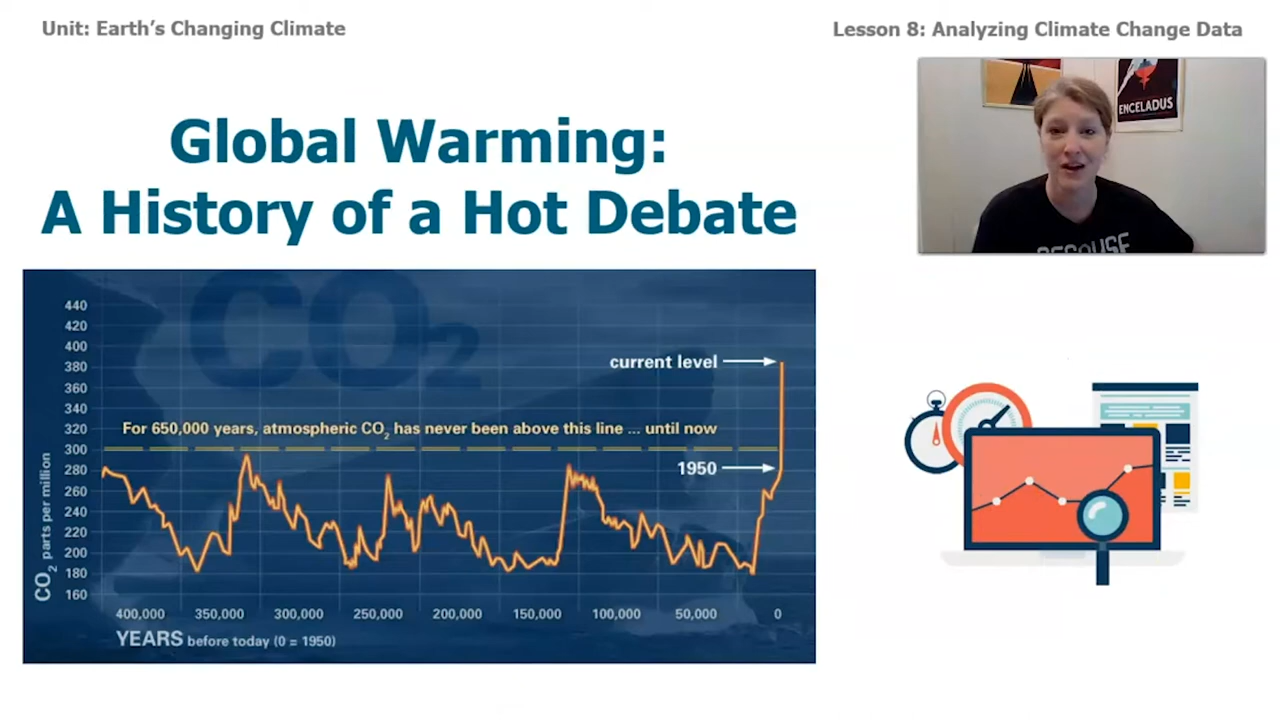 Unit: Earth's Changing Climate
Lesson 8: Analyzing Climate Change Data
Global Warming:
A History of a Hot Debate
ENCELADUS
BECAUSE
CO2
440
420
400
380
360
340
320
300
280
260
240
220
200
180
160
CO2 parts per million
current level
For 650,000 years, atmospheric CO2 has never been above this line ... until now
1950
400,000 350,000 300,000 250,000 200,000 150,000 100,000 50,000 0
YEARS before today (0 = 1950)